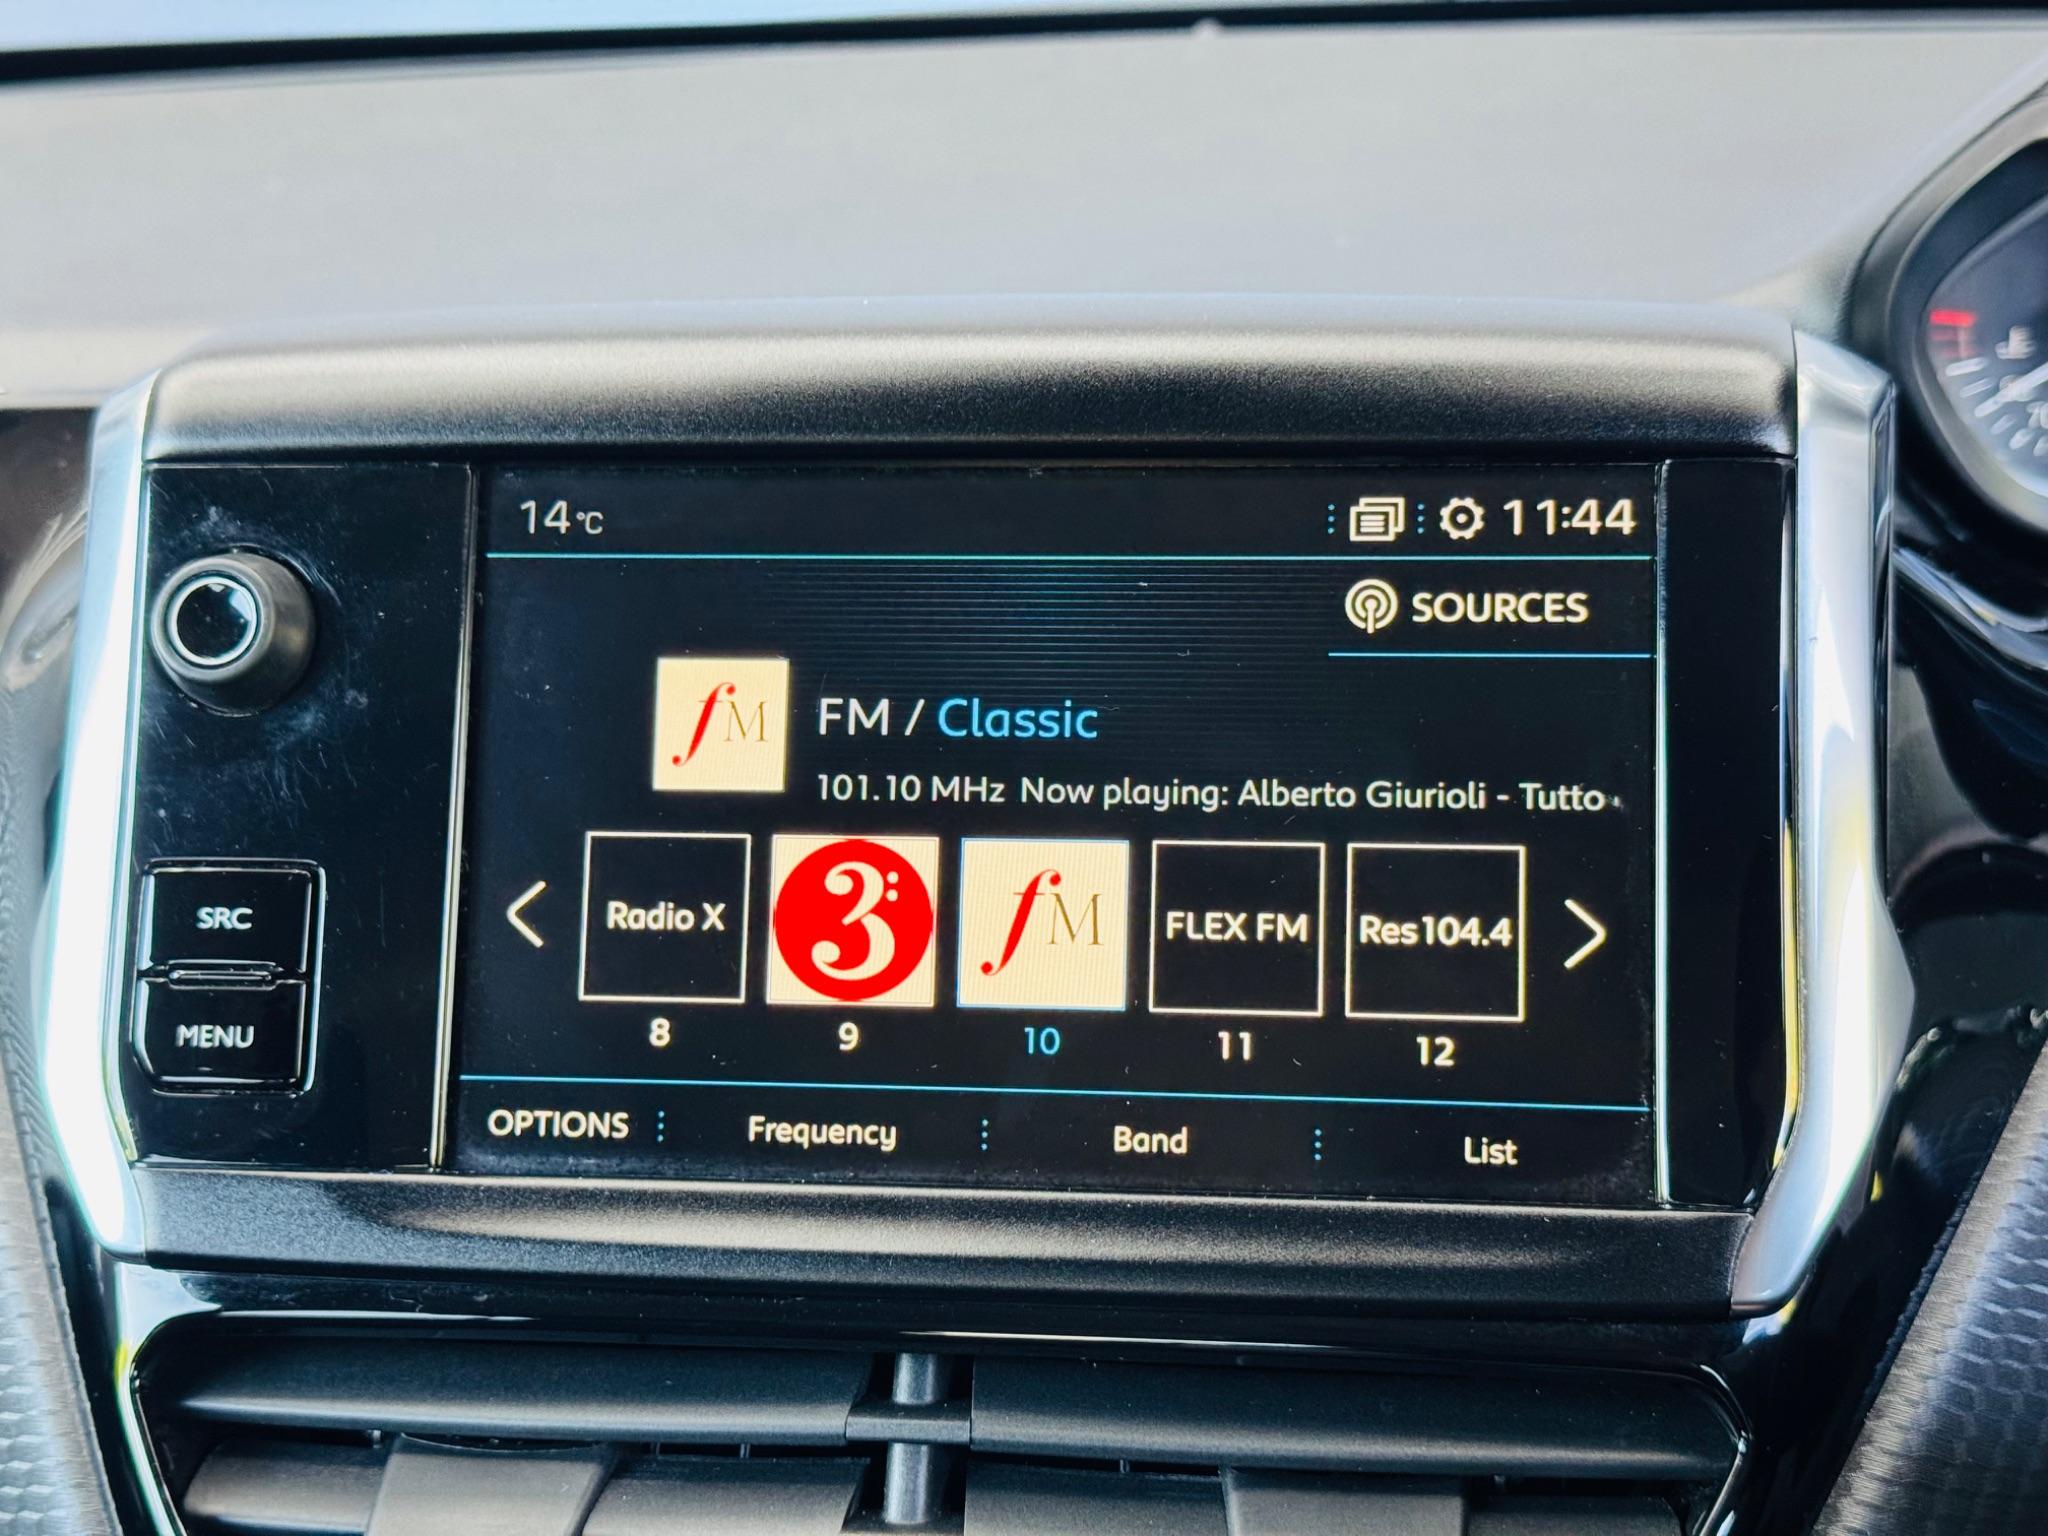 14°C
11:44
SOURCES
fM
FM / Classic
101.10 MHz Now playing: Alberto Giurioli - Tutto
SRC
MENU
Radio X
3
fM
FLEX FM
Res104.4
8
9
10
11
12
OPTIONS
Frequency
Band
List